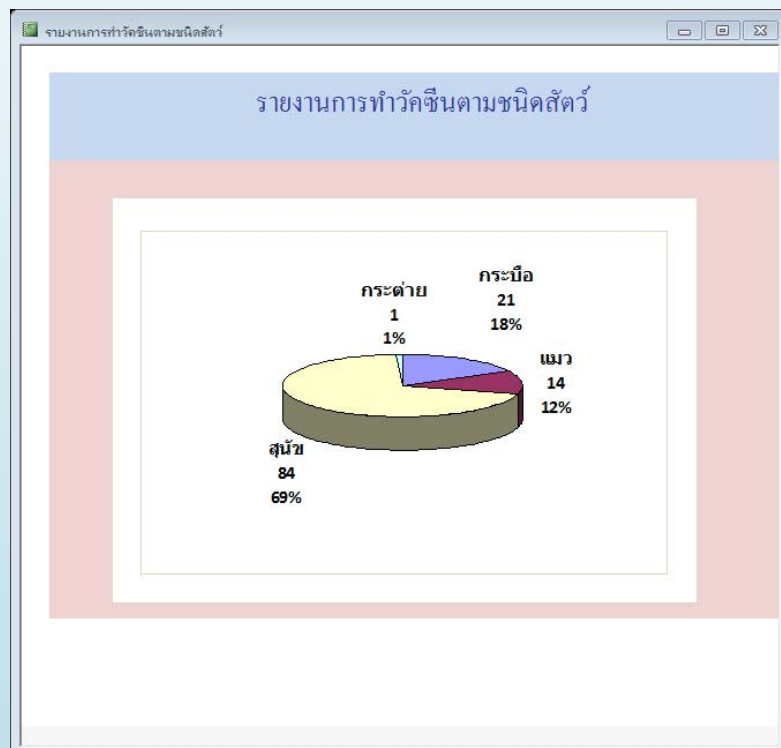 รายงานการทำวัคซีนตามชนิดสัตว์
รายงานการทำวัคซีนตามชนิดสัตว์
กระต่าย
1
1%
กระบือ
21
18%
แมว
14
12%
สุนัข
84
69%